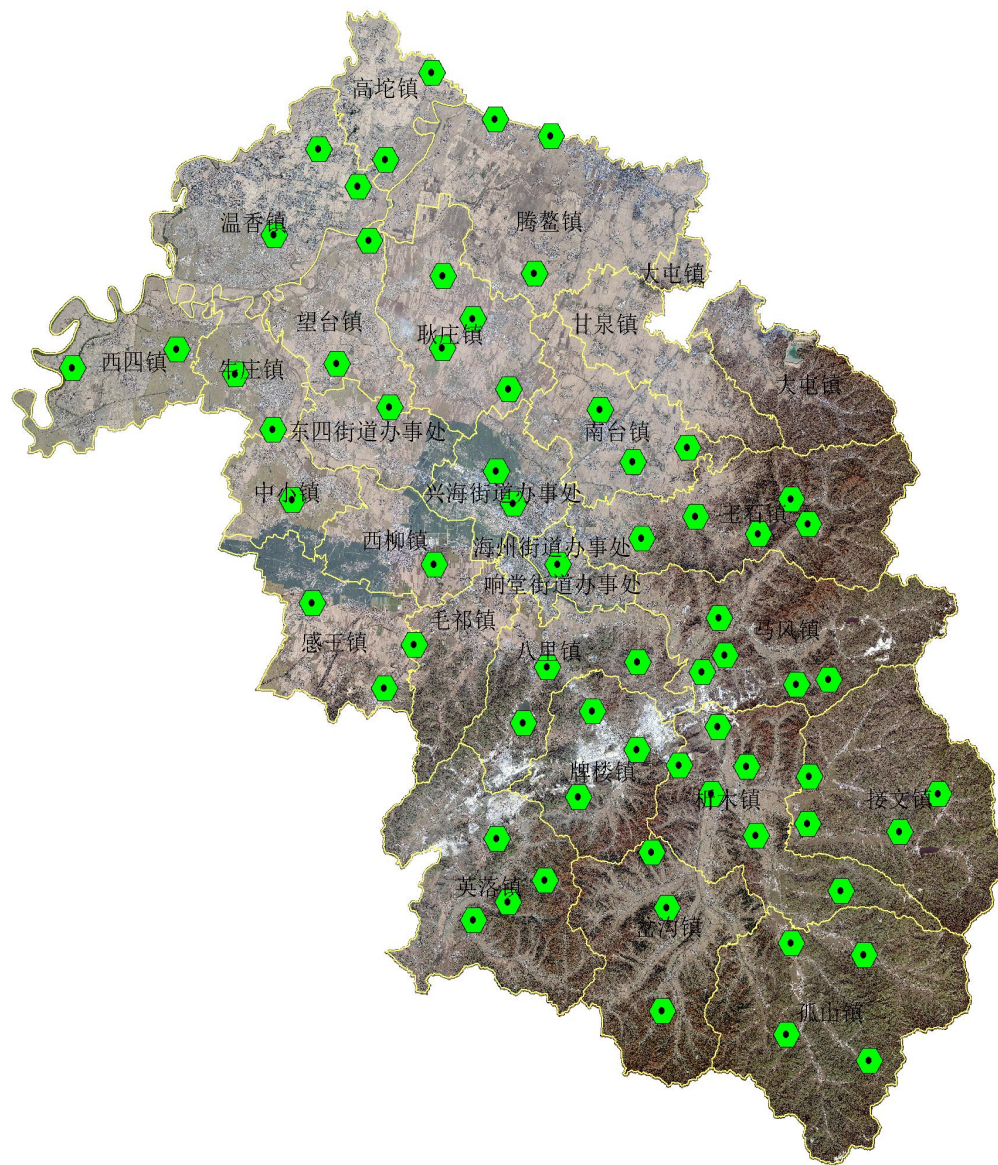 高坨镇
温香镇
腾鳌镇
大屯镇
望台镇
甘泉镇
耿庄镇
西四镇
牛庄镇
大屯镇
东四街道办事处
南台镇
中小镇
兴海街道办事处
王石镇
西柳镇
海州街道办事处
响堂街道办事处
毛祁镇
马风镇
感王镇
八里镇
牌楼镇
析木镇
接文镇
英落镇
孤山镇